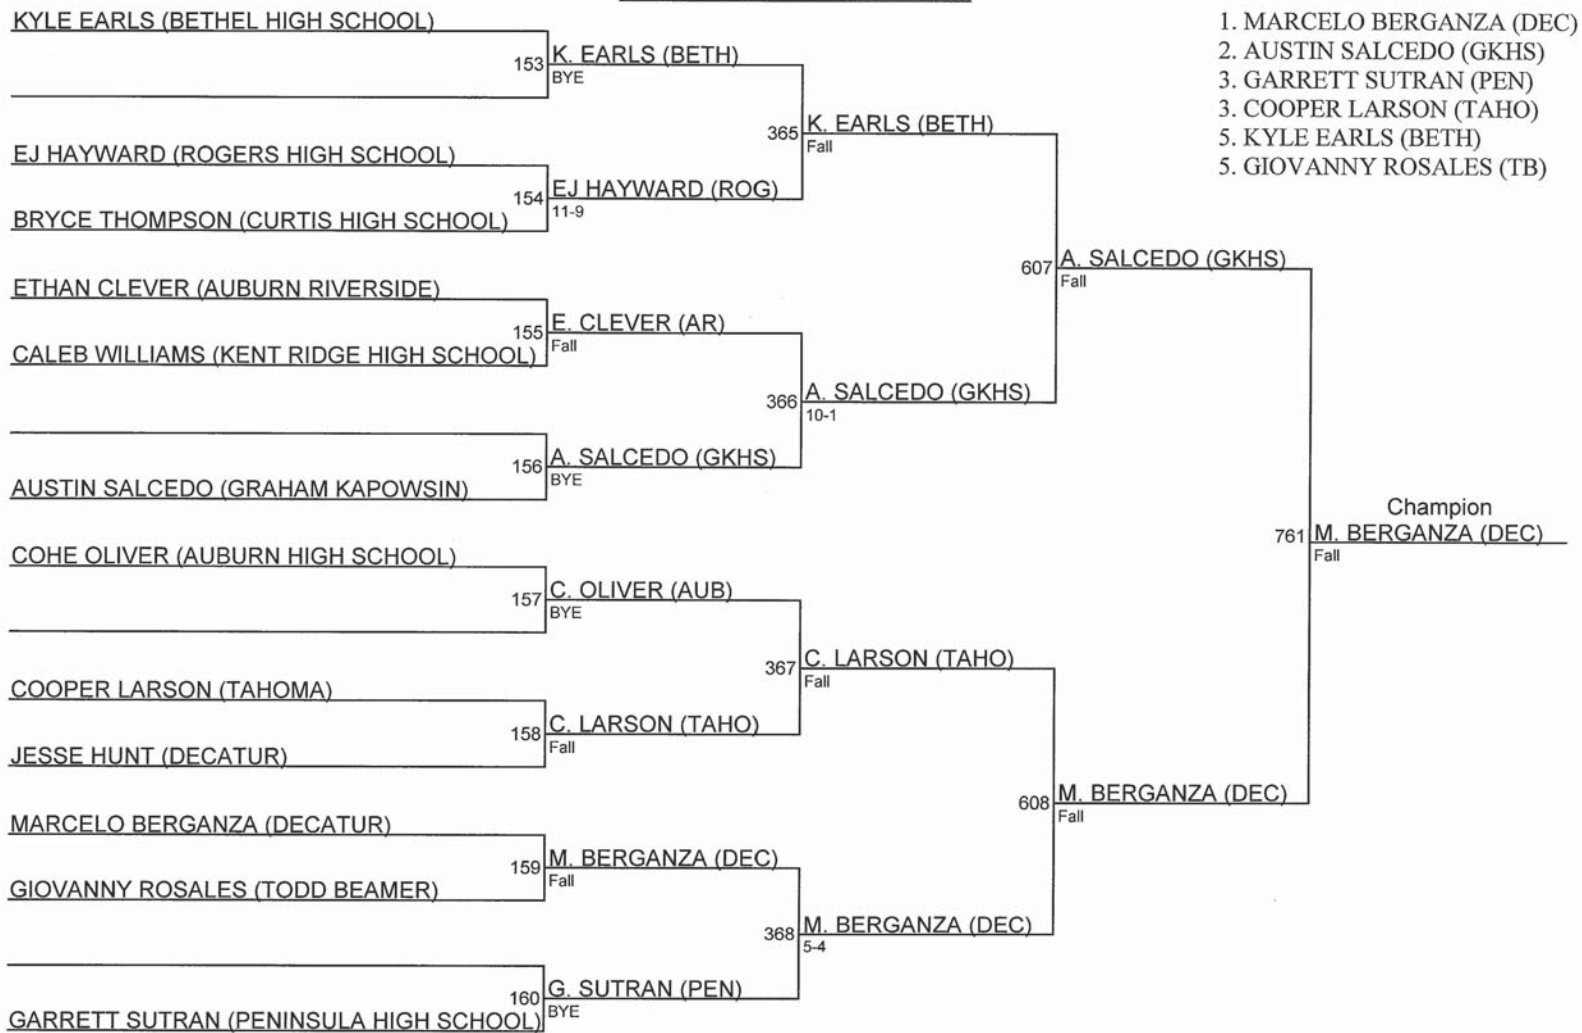 KYLE EARLS (BETHEL HIGH SCHOOL)
153 K. EARLS (BETH)
BYE
365 K. EARLS (BETH)
Fall
EJ HAYWARD (ROGERS HIGH SCHOOL)
154 EJ HAYWARD (ROG)
11-9
BRYCE THOMPSON (CURTIS HIGH SCHOOL)
607 A. SALCEDO (GKHS)
Fall
ETHAN CLEVER (AUBURN RIVERSIDE)
155 E. CLEVER (AR)
Fall
CALEB WILLIAMS (KENT RIDGE HIGH SCHOOL)
366 A. SALCEDO (GKHS)
10-1
156 A. SALCEDO (GKHS)
BYE
AUSTIN SALCEDO (GRAHAM KAPOWSIN)
Champion
761 M. BERGANZA (DEC)
Fall
COHE OLIVER (AUBURN HIGH SCHOOL)
157 C. OLIVER (AUB)
BYE
367 C. LARSON (TAHO)
Fall
COOPER LARSON (TAHOMA)
158 C. LARSON (TAHO)
Fall
JESSE HUNT (DECATUR)
608 M. BERGANZA (DEC)
Fall
MARCELO BERGANZA (DECATUR)
159 M. BERGANZA (DEC)
Fall
GIOVANNY ROSALES (TODD BEAMER)
368 M. BERGANZA (DEC)
5-4
160 G. SUTRAN (PEN)
BYE
GARRETT SUTRAN (PENINSULA HIGH SCHOOL)
1. MARCELO BERGANZA (DEC)
2. AUSTIN SALCEDO (GKHS)
3. GARRETT SUTRAN (PEN)
3. COOPER LARSON (TAHO)
5. KYLE EARLS (BETH)
5. GIOVANNY ROSALES (TB)